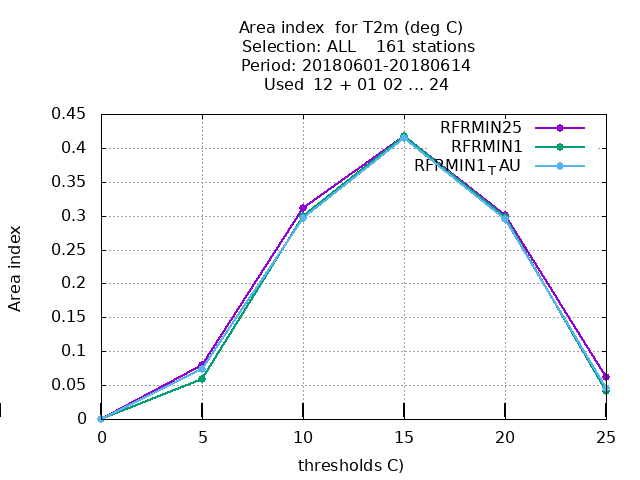 Area index  for T2m (deg C)
Selection: ALL    161 stations
Period: 20180601-20180614
Used  12 + 01 02 ... 24
0.45
0.4
0.35
0.3
0.25
0.2
0.15
0.1
0.05
0
Area index
RFRMIN25
RFRMIN1
RFRMIN1TAU
0 5 10 15 20 25
thresholds C)